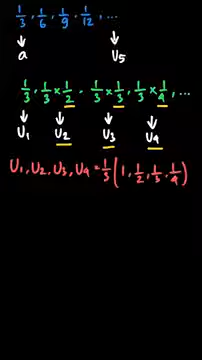 1/3, 1/6, 1/9, 1/12, ...
a U5
1/3, 1/3 × 1/2, 1/3 × 1/3, 1/3 × 1/4, ...
U1 U2 U3 U4
U1, U2, U3, U4 = 1/3 (1, 1/2, 1/3, 1/4)